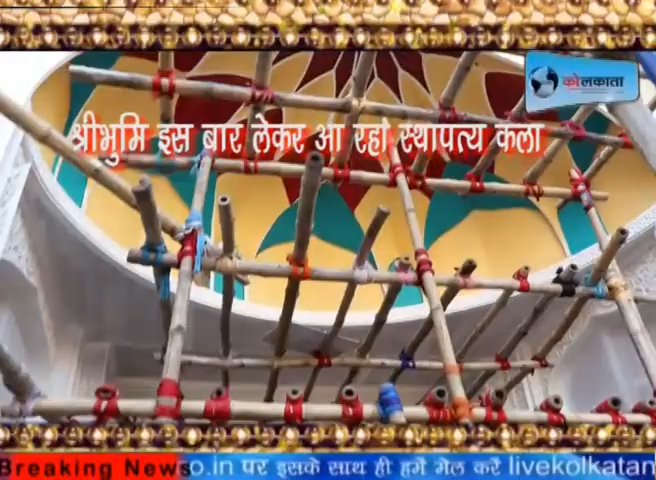 कोलकाता
श्रीभुमि इस बार लेकर आ रहा स्थापत्य कला
Breaking News
o.in पर इसके साथ ही हमें मेल करें livekolkatan